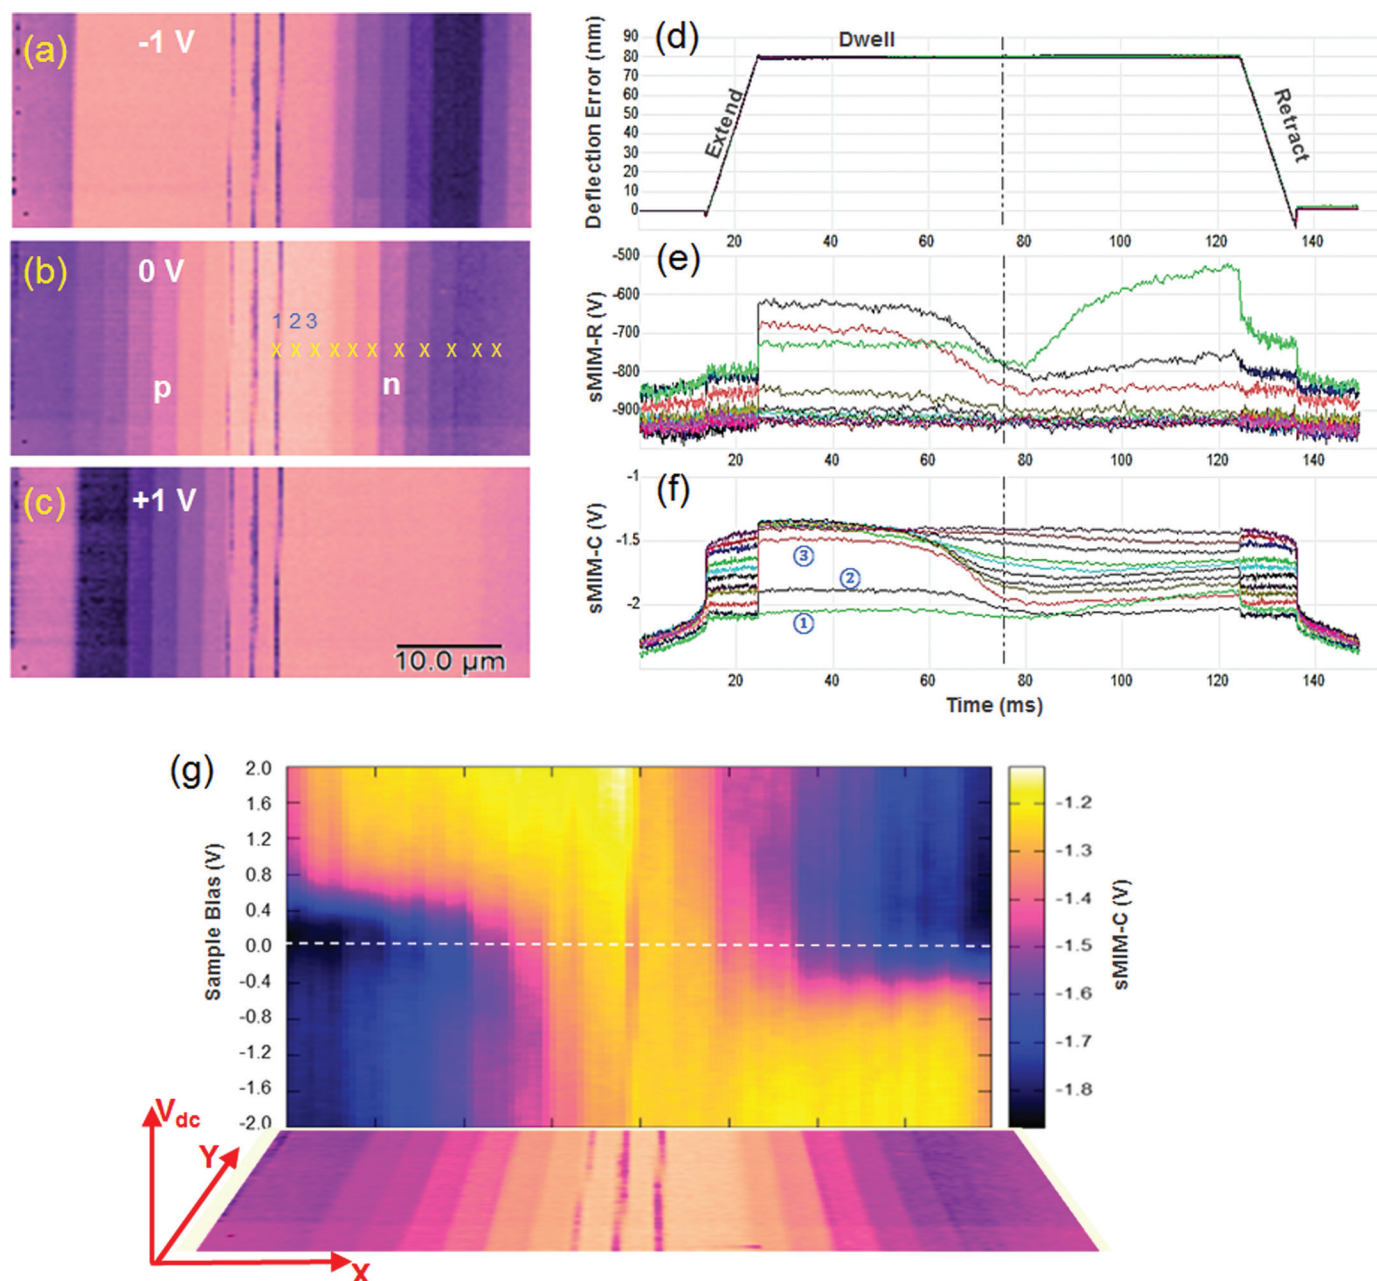 (a)
-1 V
(b)
0 V
1 2 3
x x x x x x x x x x x
p
n
(c)
+1 V
10.0 µm
(d)
Deflection Error (nm)
90
80
70
60
50
40
30
20
10
0
Extend
Dwell
Retract
20 40 60 80 100 120 140
(e)
sMIM-R (V)
-500
-600
-700
-800
-900
20 40 60 80 100 120 140
(f)
sMIM-C (V)
-1
-1.5
-2
③
②
①
20 40 60 80 100 120 140
Time (ms)
(g)
Sample Bias (V)
2.0
1.6
1.2
0.8
0.4
0.0
-0.4
-0.8
-1.2
-1.6
-2.0
-1.2
-1.3
-1.4
-1.5
-1.6
-1.7
-1.8
sMIM-C (V)
Vdc
Y
X